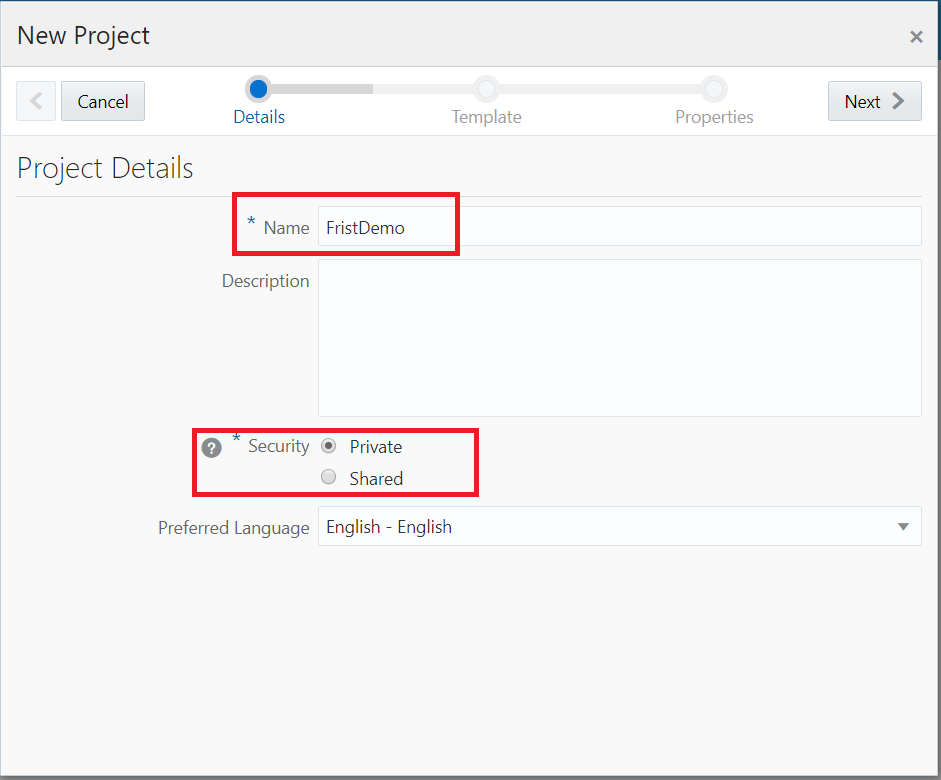 New Project
×
Cancel
Next
Details
Template
Properties
Project Details
* Name FristDemo
Description
? * Security Private
Shared
Preferred Language English - English